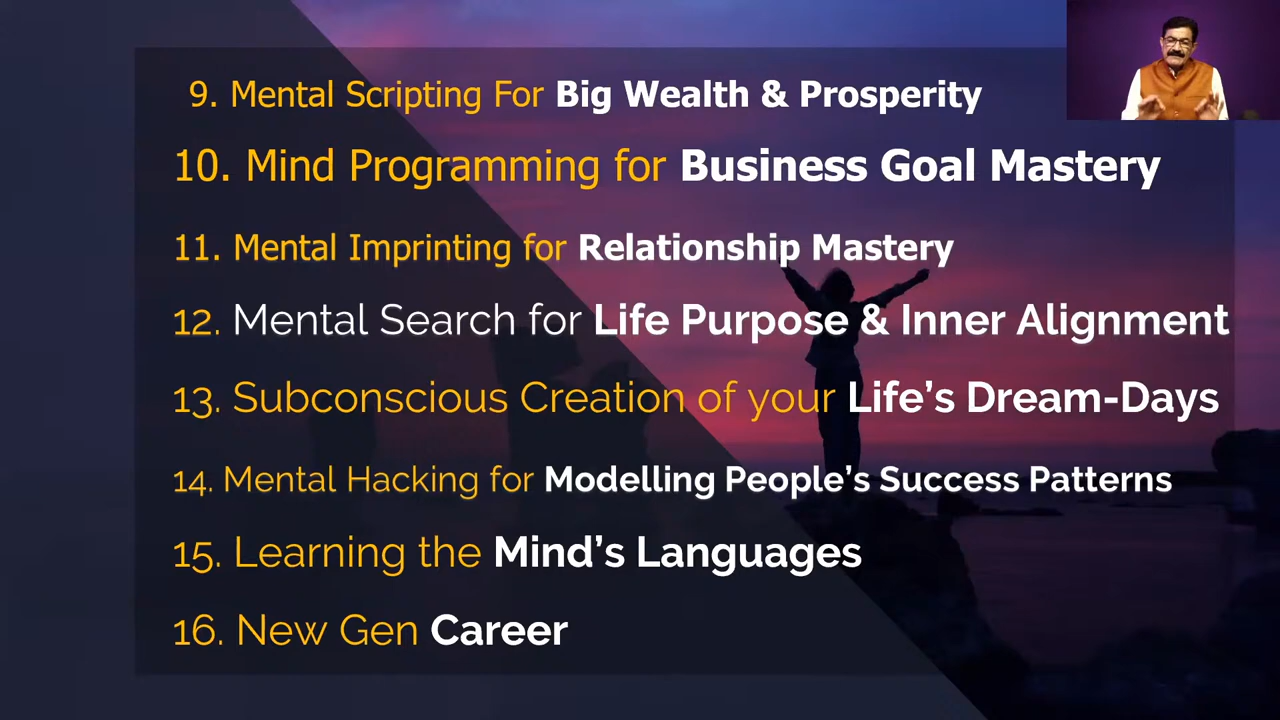 9. Mental Scripting For Big Wealth & Prosperity
10. Mind Programming for Business Goal Mastery
11. Mental Imprinting for Relationship Mastery
12. Mental Search for Life Purpose & Inner Alignment
13. Subconscious Creation of your Life’s Dream-Days
14. Mental Hacking for Modelling People’s Success Patterns
15. Learning the Mind’s Languages
16. New Gen Career